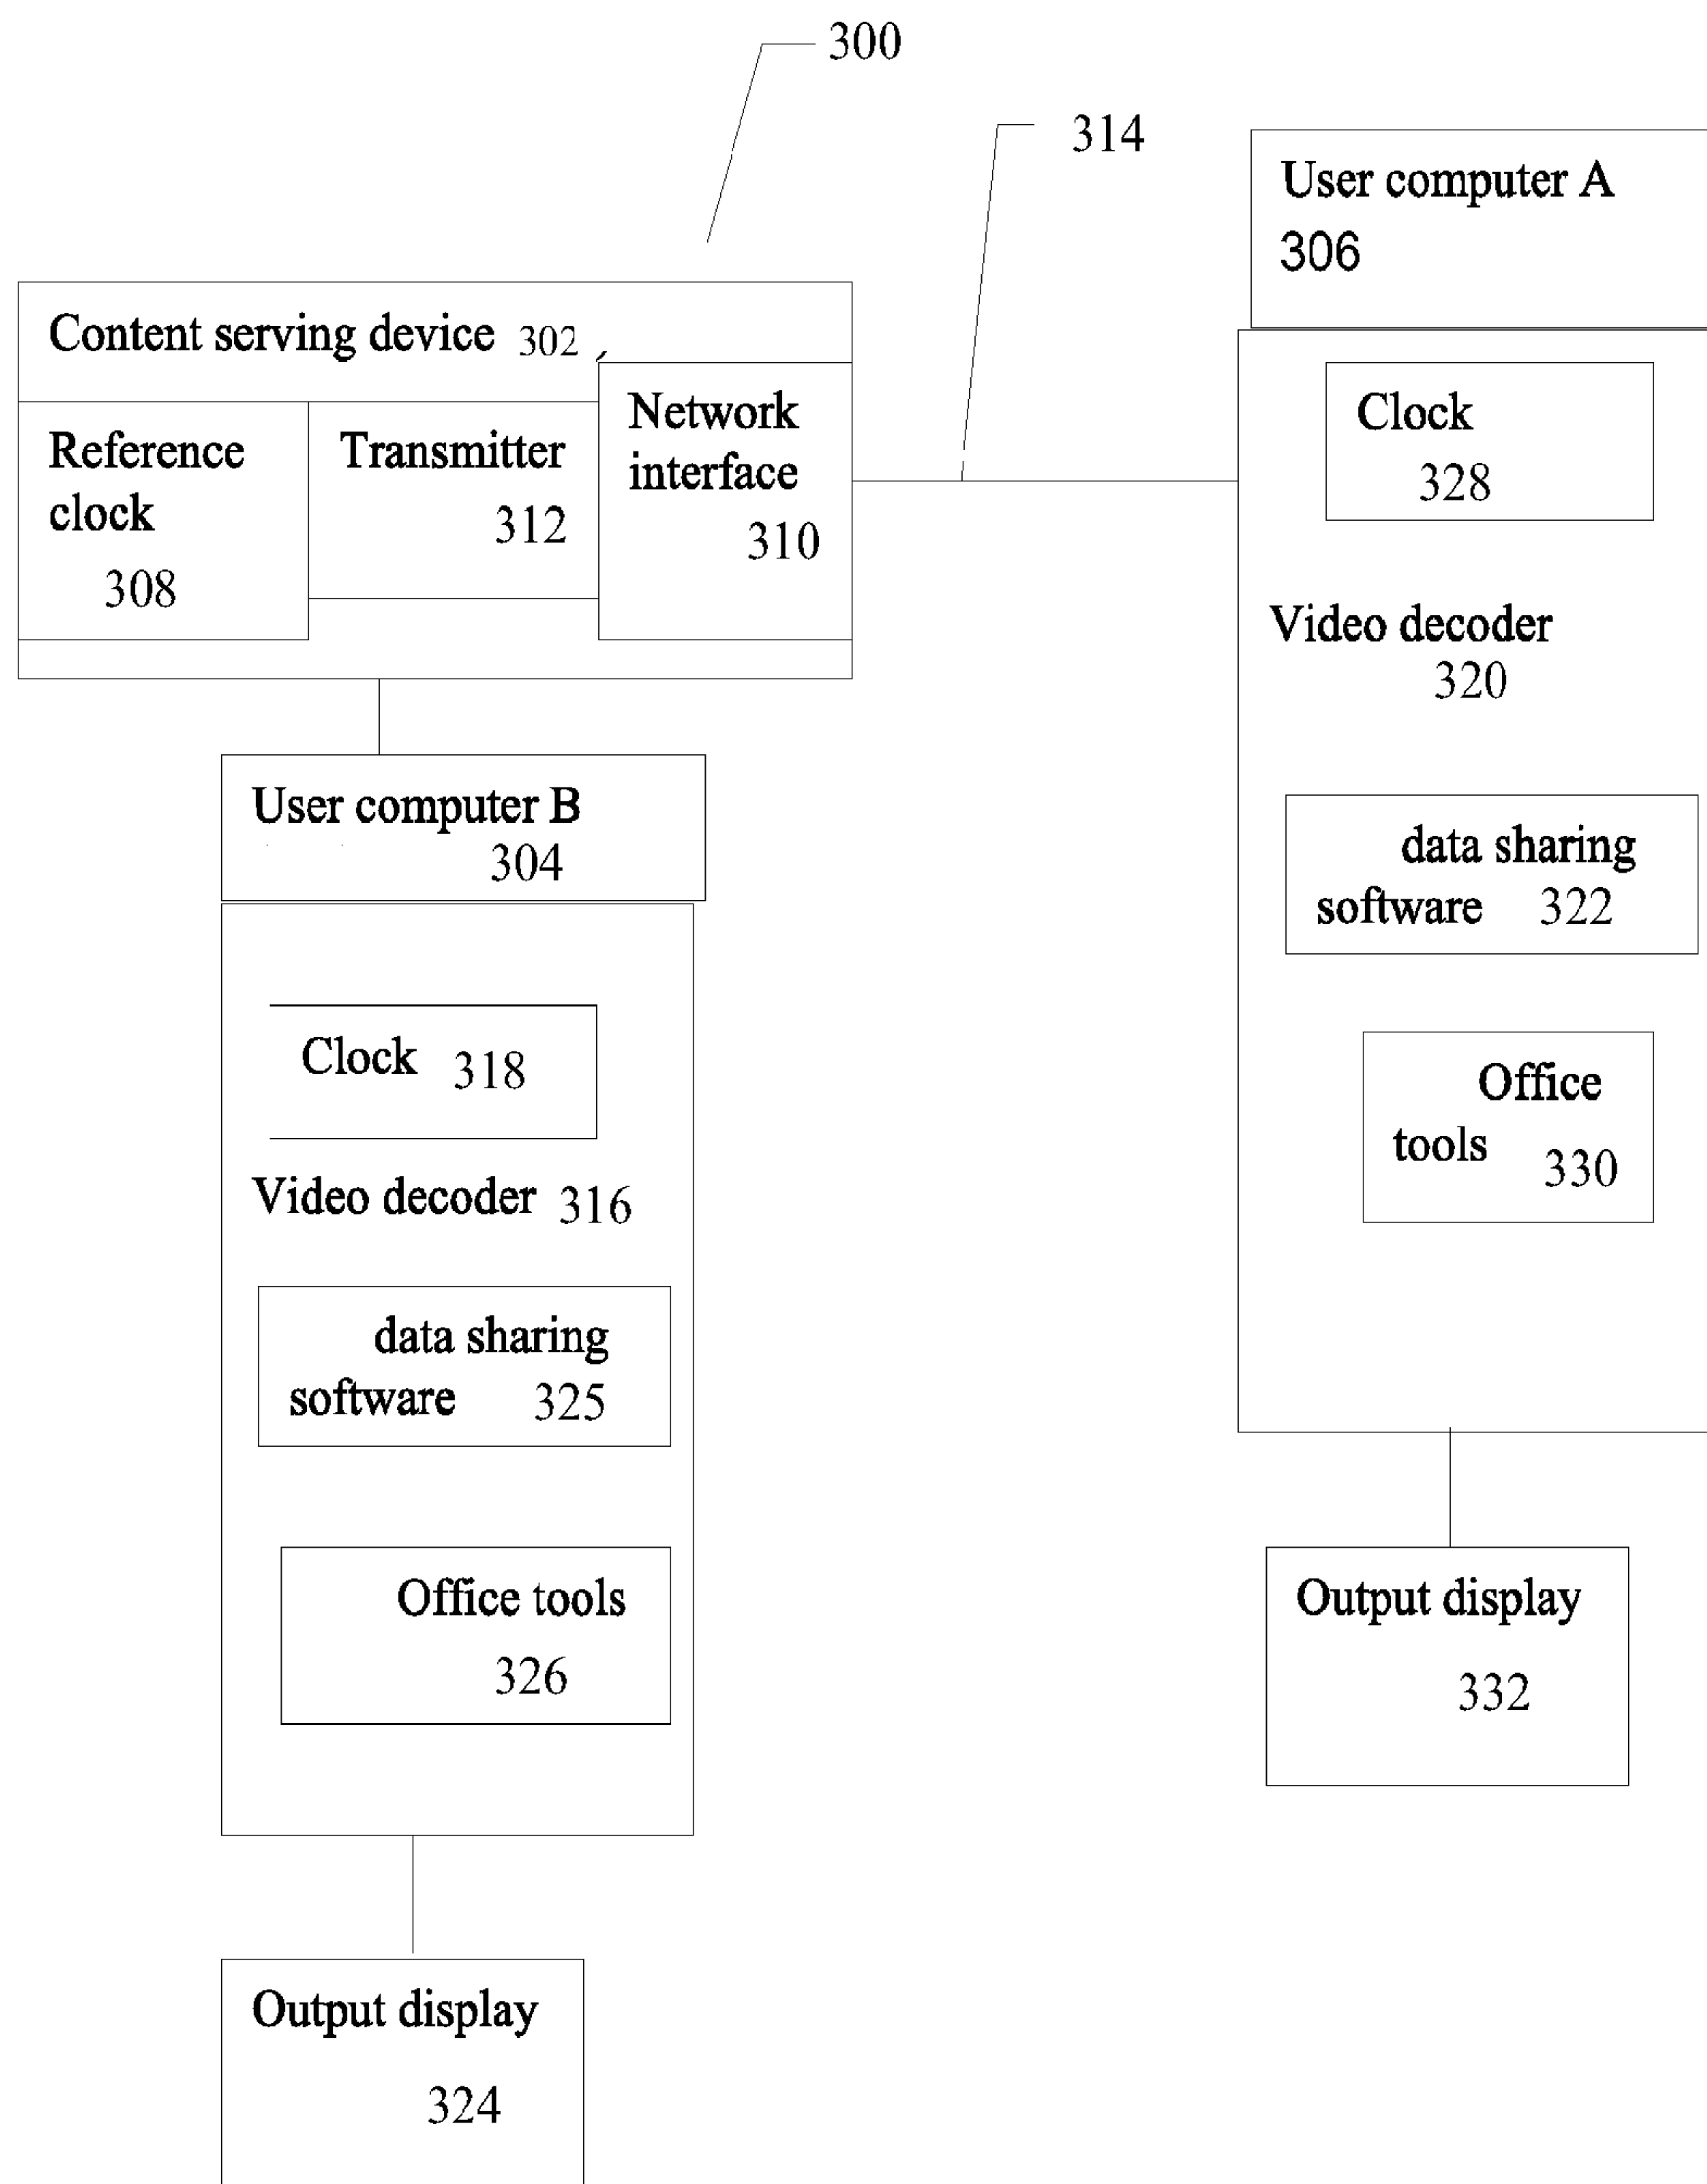 300
314
User computer A
306
Content serving device 302
Reference
clock
308
Transmitter
312
Network
interface
310
Clock
328
Video decoder
320
data sharing
software 322
Office
tools 330
Output display
332
User computer B
304
Clock 318
Video decoder 316
data sharing
software 325
Office tools
326
Output display
324